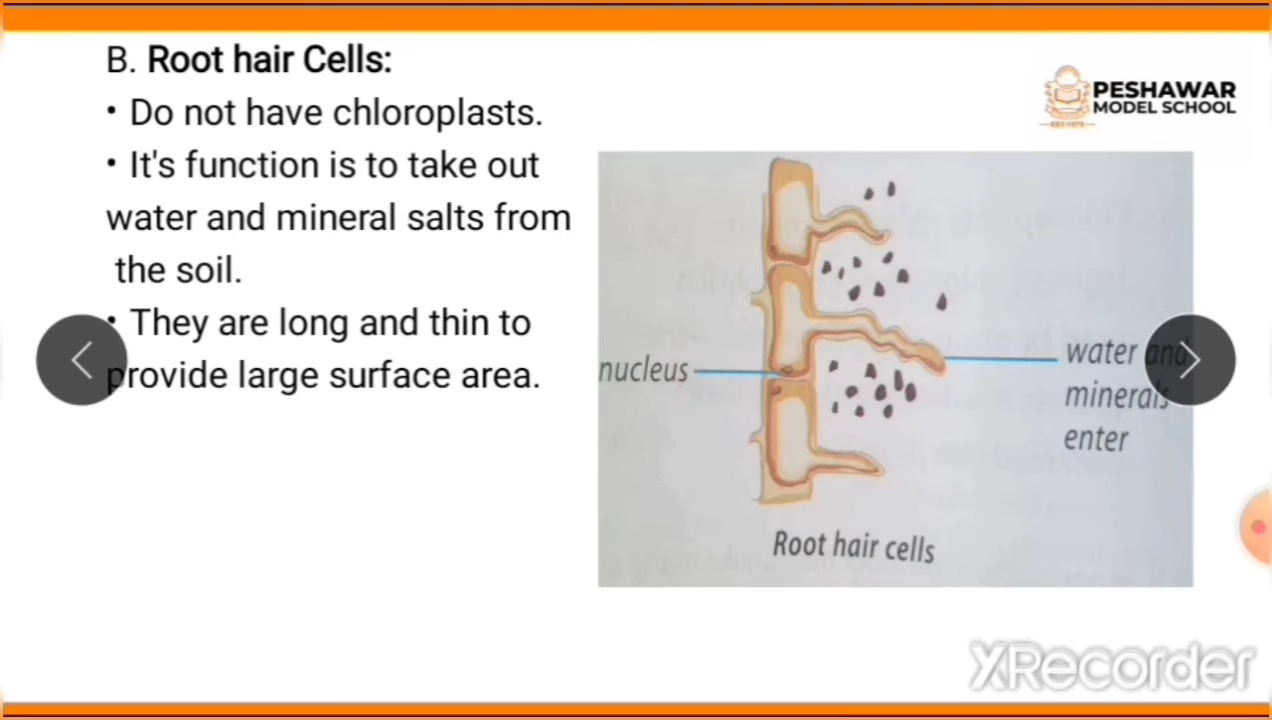 B. Root hair Cells:
• Do not have chloroplasts.
• It's function is to take out
water and mineral salts from
the soil.
• They are long and thin to
provide large surface area.
PESHAWAR
MODEL SCHOOL
nucleus
water and
minerals
enter
Root hair cells
XRecorder